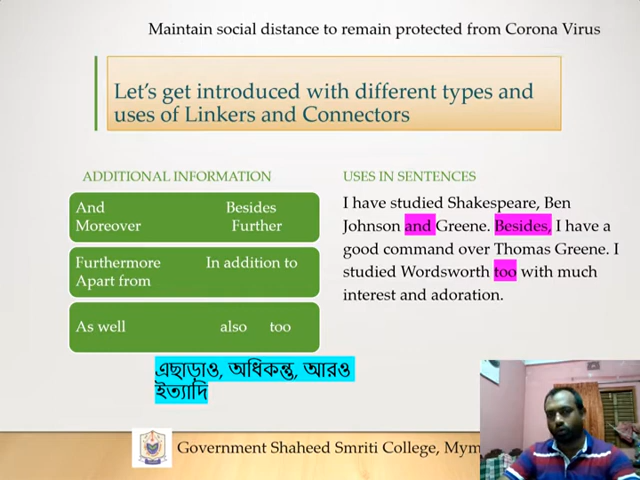 Maintain social distance to remain protected from Corona Virus
Let's get introduced with different types and
uses of Linkers and Connectors
ADDITIONAL INFORMATION
And Besides
Moreover Further
Furthermore In addition to
Apart from
As well also too
এছাড়াও, অধিকন্তু, আরও
ইত্যাদি
USES IN SENTENCES
I have studied Shakespeare, Ben
Johnson and Greene. Besides, I have a
good command over Thomas Greene. I
studied Wordsworth too with much
interest and adoration.
Government Shaheed Smriti College,